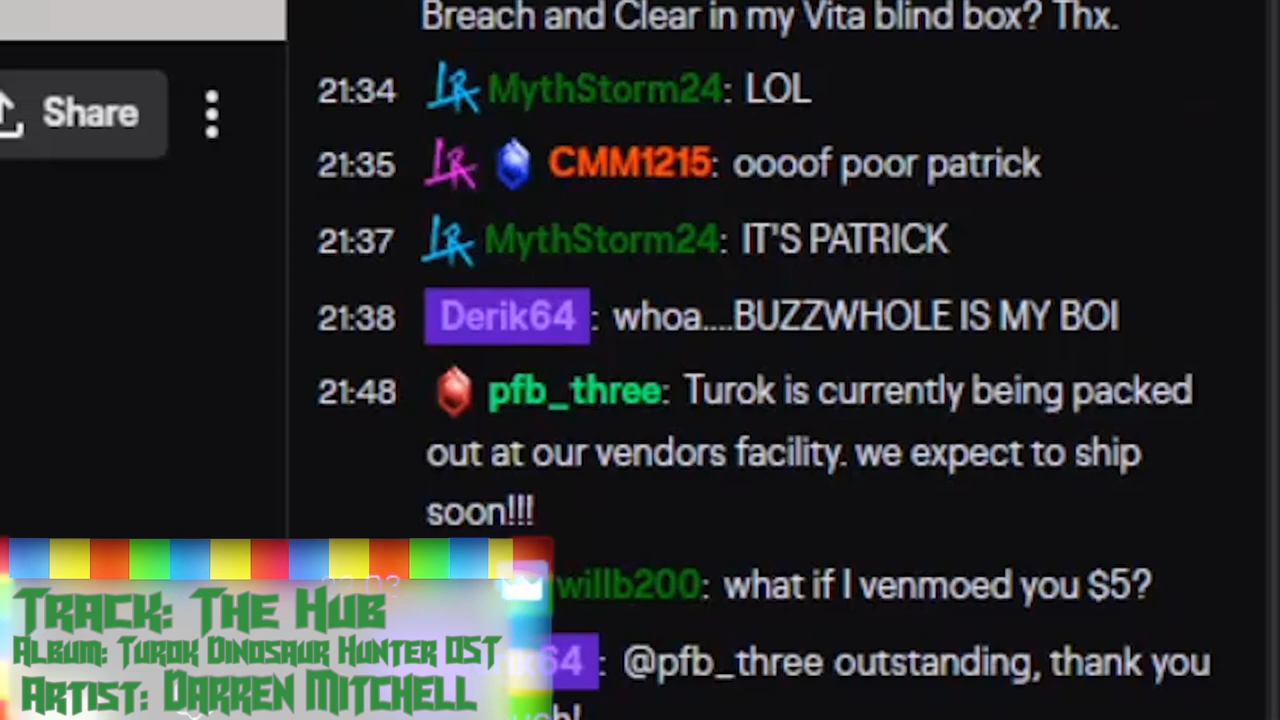 Breach and Clear in my Vita blind box? Thx.
Share
21:34 LR MythStorm24: LOL
21:35 LR CMM1215: oooof poor patrick
21:37 LR MythStorm24: IT'S PATRICK
21:38 Derik64: whoa....BUZZWHOLE IS MY BOI
21:48 pfb_three: Turok is currently being packed
out at our vendors facility. we expect to ship
soon!!!
willb200: what if I venmoed you $5?
64: @pfb_three outstanding, thank you
Track: The Hub
Album: Turok Dinosaur Hunter OST
Artist: Darren Mitchell